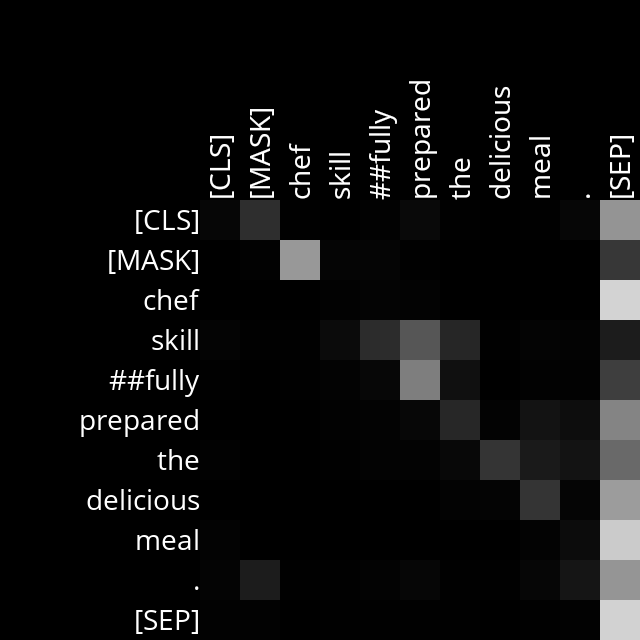 [CLS] [MASK] chef skill ##fully prepared the delicious meal . [SEP]
[CLS]
[MASK]
chef
skill
##fully
prepared
the
delicious
meal
.
[SEP]